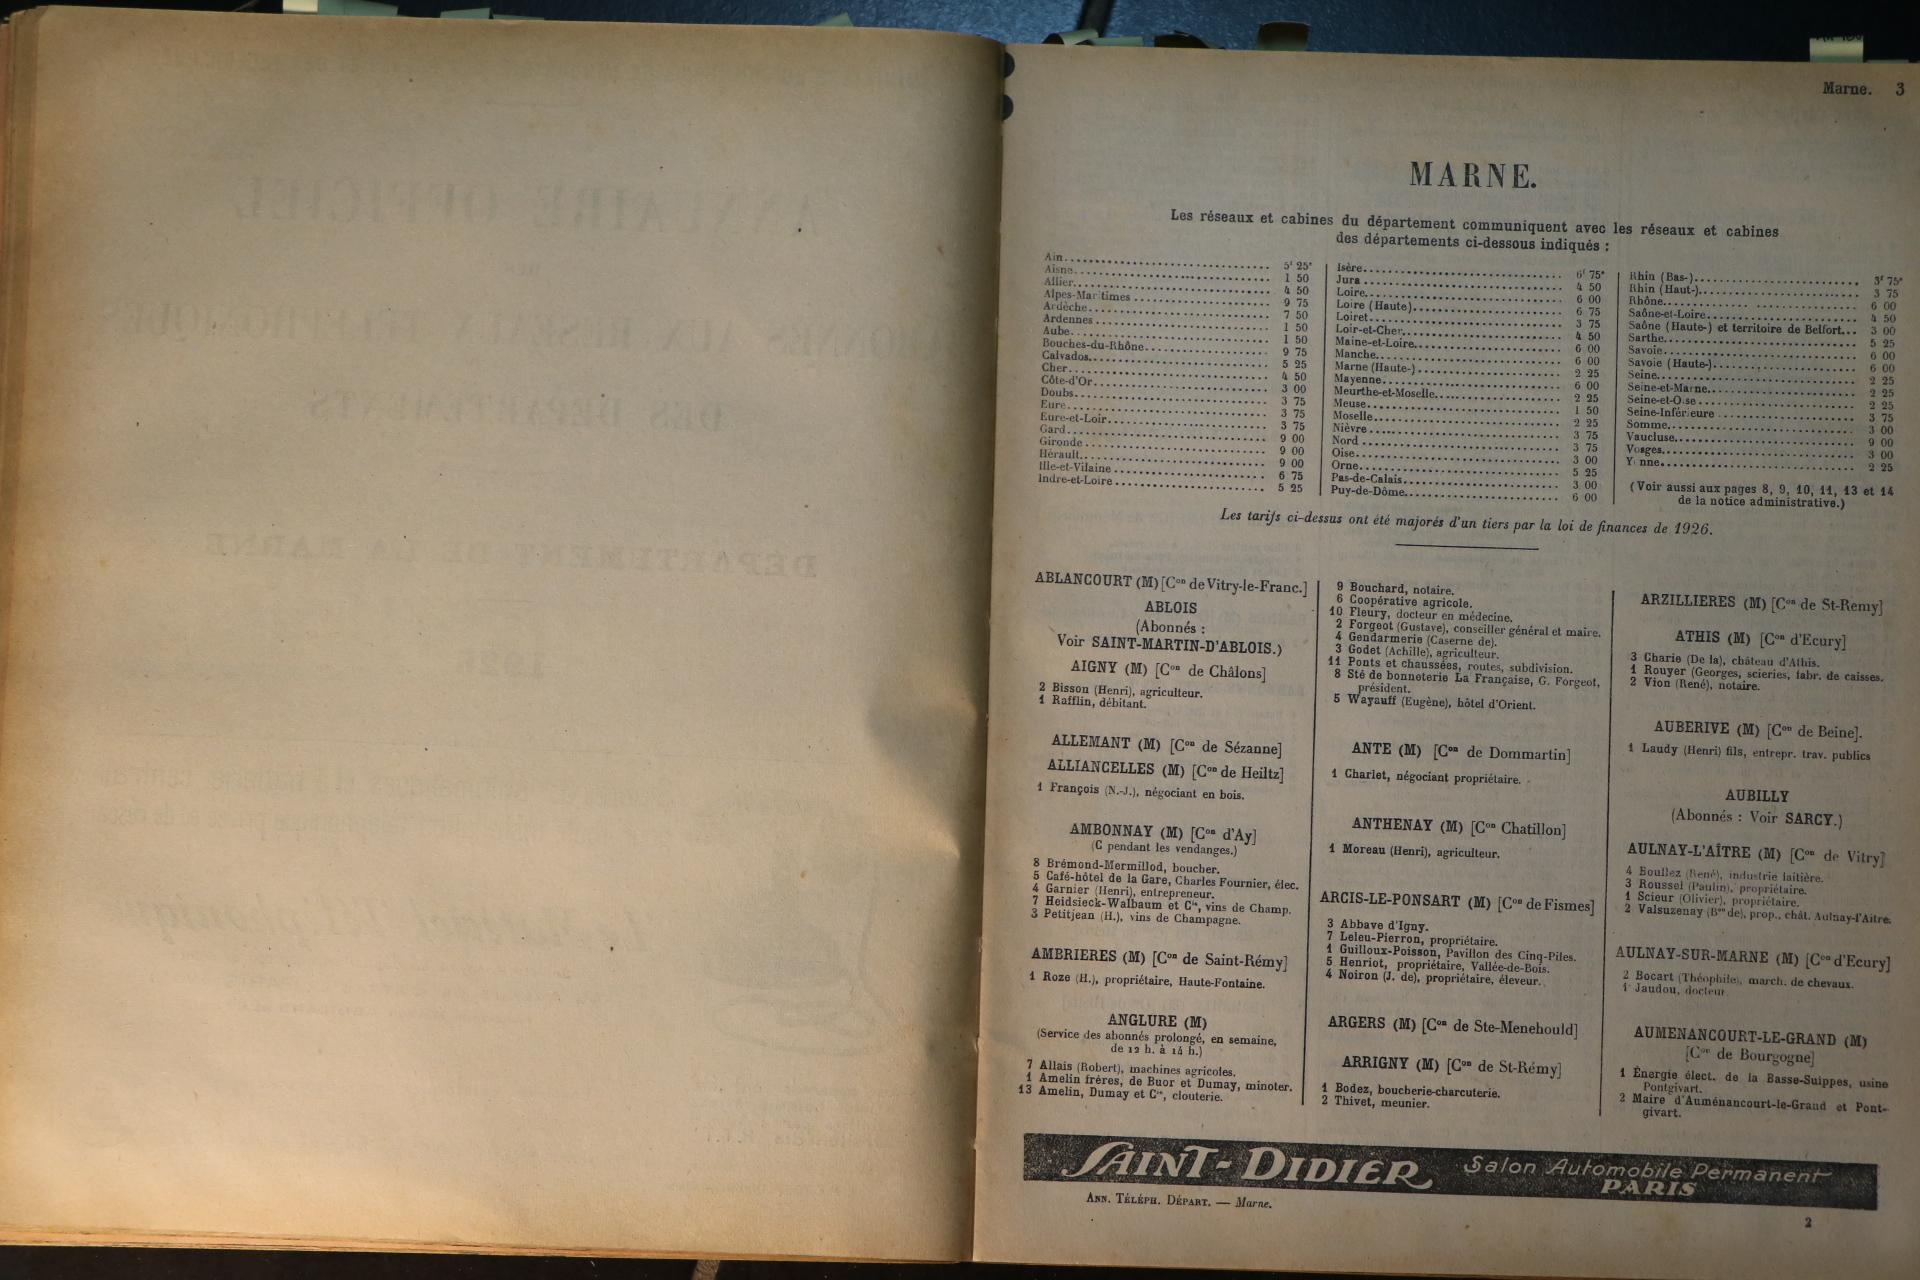 Marne. 3
MARNE.
Les réseaux et cabines du département communiquent avec les réseaux et cabines
des départements ci-dessous indiqués :
Ain........ 5ᶠ 25ᶜ
Aisne........ 1 50
Allier........ 4 50
Alpes-Maritimes........ 9 75
Ardèche........ 7 50
Ardennes........ 1 50
Aube........ 1 50
Bouches-du-Rhône........ 9 75
Calvados........ 5 25
Cher........ 4 50
Côte-d'Or........ 3 00
Doubs........ 3 75
Eure........ 3 75
Eure-et-Loir........ 3 75
Gard........ 9 00
Gironde........ 9 00
Hérault........ 9 00
Ille-et-Vilaine........ 6 75
Indre-et-Loire........ 5 25
Isère........ 6ᶠ 75ᶜ
Jura........ 4 50
Loire........ 6 00
Loire (Haute)........ 6 75
Loiret........ 3 75
Loir-et-Cher........ 4 50
Maine-et-Loire........ 6 00
Manche........ 6 00
Marne (Haute-)........ 2 25
Mayenne........ 6 00
Meurthe-et-Moselle........ 2 25
Meuse........ 1 50
Moselle........ 2 25
Nièvre........ 3 75
Nord........ 3 75
Oise........ 3 00
Orne........ 5 25
Pas-de-Calais........ 3 00
Puy-de-Dôme........ 6 00
Rhin (Bas-)........ 3ᶠ 75ᶜ
Rhin (Haut-)........ 3 75
Rhône........ 6 00
Saône-et-Loire........ 4 50
Saône (Haute-) et territoire de Belfort... 3 00
Sarthe........ 5 25
Savoie........ 6 00
Savoie (Haute-)........ 6 00
Seine........ 2 25
Seine-et-Marne........ 2 25
Seine-et-Oise........ 2 25
Seine-Inférieure........ 3 75
Somme........ 3 00
Vaucluse........ 9 00
Vosges........ 3 00
Y nne........ 2 25
(Voir aussi aux pages 8, 9, 10, 11, 13 et 14
de la notice administrative.)
Les tarifs ci-dessus ont été majorés d'un tiers par la loi de finances de 1926.
ABLANCOURT (M) [Cᵒⁿ de Vitry-le-Franc.]
ABLOIS
(Abonnés :
Voir SAINT-MARTIN-D'ABLOIS.)
AIGNY (M) [Cᵒⁿ de Châlons]
2 Bisson (Henri), agriculteur.
1 Rafflin, débitant.
ALLEMANT (M) [Cᵒⁿ de Sézanne]
ALLIANCELLES (M) [Cᵒⁿ de Heiltz]
1 François (N.-J.), négociant en bois.
AMBONNAY (M) [Cᵒⁿ d'Ay]
(C pendant les vendanges.)
8 Brémond-Mermillod, boucher.
5 Café-hôtel de la Gare, Charles Fournier, élec.
4 Garnier (Henri), entrepreneur.
7 Heidsieck-Walbaum et Cⁱᵉ, vins de Champ.
3 Petitjean (H.), vins de Champagne.
AMBRIERES (M) [Cᵒⁿ de Saint-Rémy]
1 Roze (H.), propriétaire, Haute-Fontaine.
ANGLURE (M)
(Service des abonnés prolongé, en semaine,
de 12 h. à 14 h.)
7 Allais (Robert), machines agricoles.
1 Amelin frères, de Buor et Dumay, minoter.
13 Amelin, Dumay et Cⁱᵉ, clouterie.
9 Bouchard, notaire.
6 Coopérative agricole.
10 Fleury, docteur en médecine.
2 Forgeot (Gustave), conseiller général et maire.
4 Gendarmerie (Caserne de).
3 Godet (Achille), agriculteur.
11 Ponts et chaussées, routes, subdivision.
8 Sté de bonneterie La Française, G. Forgeot,
président.
5 Wayauff (Eugène), hôtel d'Orient.
ANTE (M) [Cᵒⁿ de Dommartin]
1 Charlet, négociant propriétaire.
ANTHENAY (M) [Cᵒⁿ Chatillon]
1 Moreau (Henri), agriculteur.
ARCIS-LE-PONSART (M) [Cᵒⁿ de Fismes]
3 Abbaye d'Igny.
7 Leleu-Pierron, propriétaire.
1 Guilloux-Poisson, Pavillon des Cinq-Piles.
5 Henriot, propriétaire, Vallée-de-Bois.
4 Noiron (J. de), propriétaire, éleveur.
ARGERS (M) [Cᵒⁿ de Ste-Menehould]
ARRIGNY (M) [Cᵒⁿ de St-Rémy]
1 Bodez, boucherie-charcuterie.
2 Thivet, meunier.
ARZILLIERES (M) [Cᵒⁿ de St-Remy]
ATHIS (M) [Cᵒⁿ d'Ecury]
3 Charie (De la), château d'Athis.
1 Rouyer (Georges, scieries, fabr. de caisses.
2 Vion (René), notaire.
AUBERIVE (M) [Cᵒⁿ de Beine].
1 Laudy (Henri) fils, entrepr. trav. publics
AUBILLY
(Abonnés : Voir SARCY.)
AULNAY-L'AÎTRE (M) [Cᵒⁿ de Vitry]
4 Boullez (René), industrie laitière.
3 Roussel (Paulin), propriétaire.
1 Scieur (Olivier), propriétaire.
2 Valsuzenay (Bᵒⁿ de), prop., chât. Aulnay-l'Aître.
AULNAY-SUR-MARNE (M) [Cᵒⁿ d'Ecury]
2 Bocart (Théophile), march. de chevaux.
1 Jaudou, docteur.
AUMENANCOURT-LE-GRAND (M)
[Cᵒⁿ de Bourgogne]
1 Énergie élect. de la Basse-Suippes, usine
Pontgivart.
2 Maire d'Auménancourt-le-Grand et Pont-
givart.
SAINT-DIDIER Salon Automobile Permanent
PARIS
ANN. TÉLÉPH. DÉPART. — Marne.
2